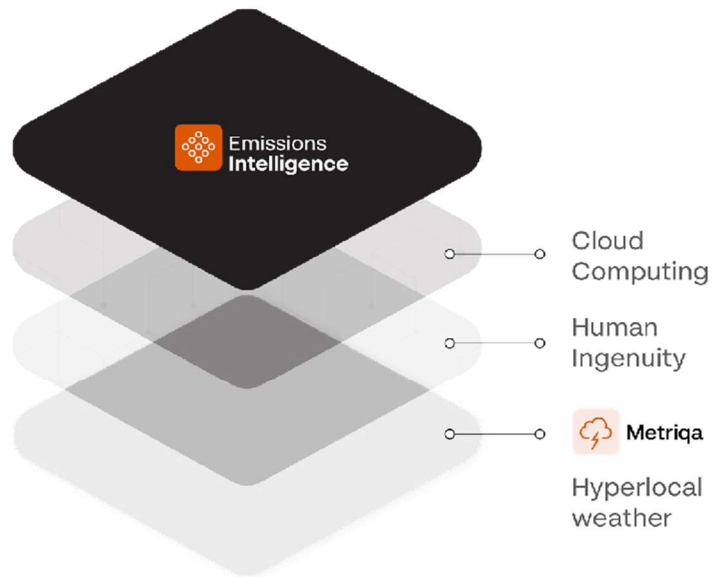 Emissions
Intelligence
Cloud
Computing
Human
Ingenuity
Metriqa
Hyperlocal
weather